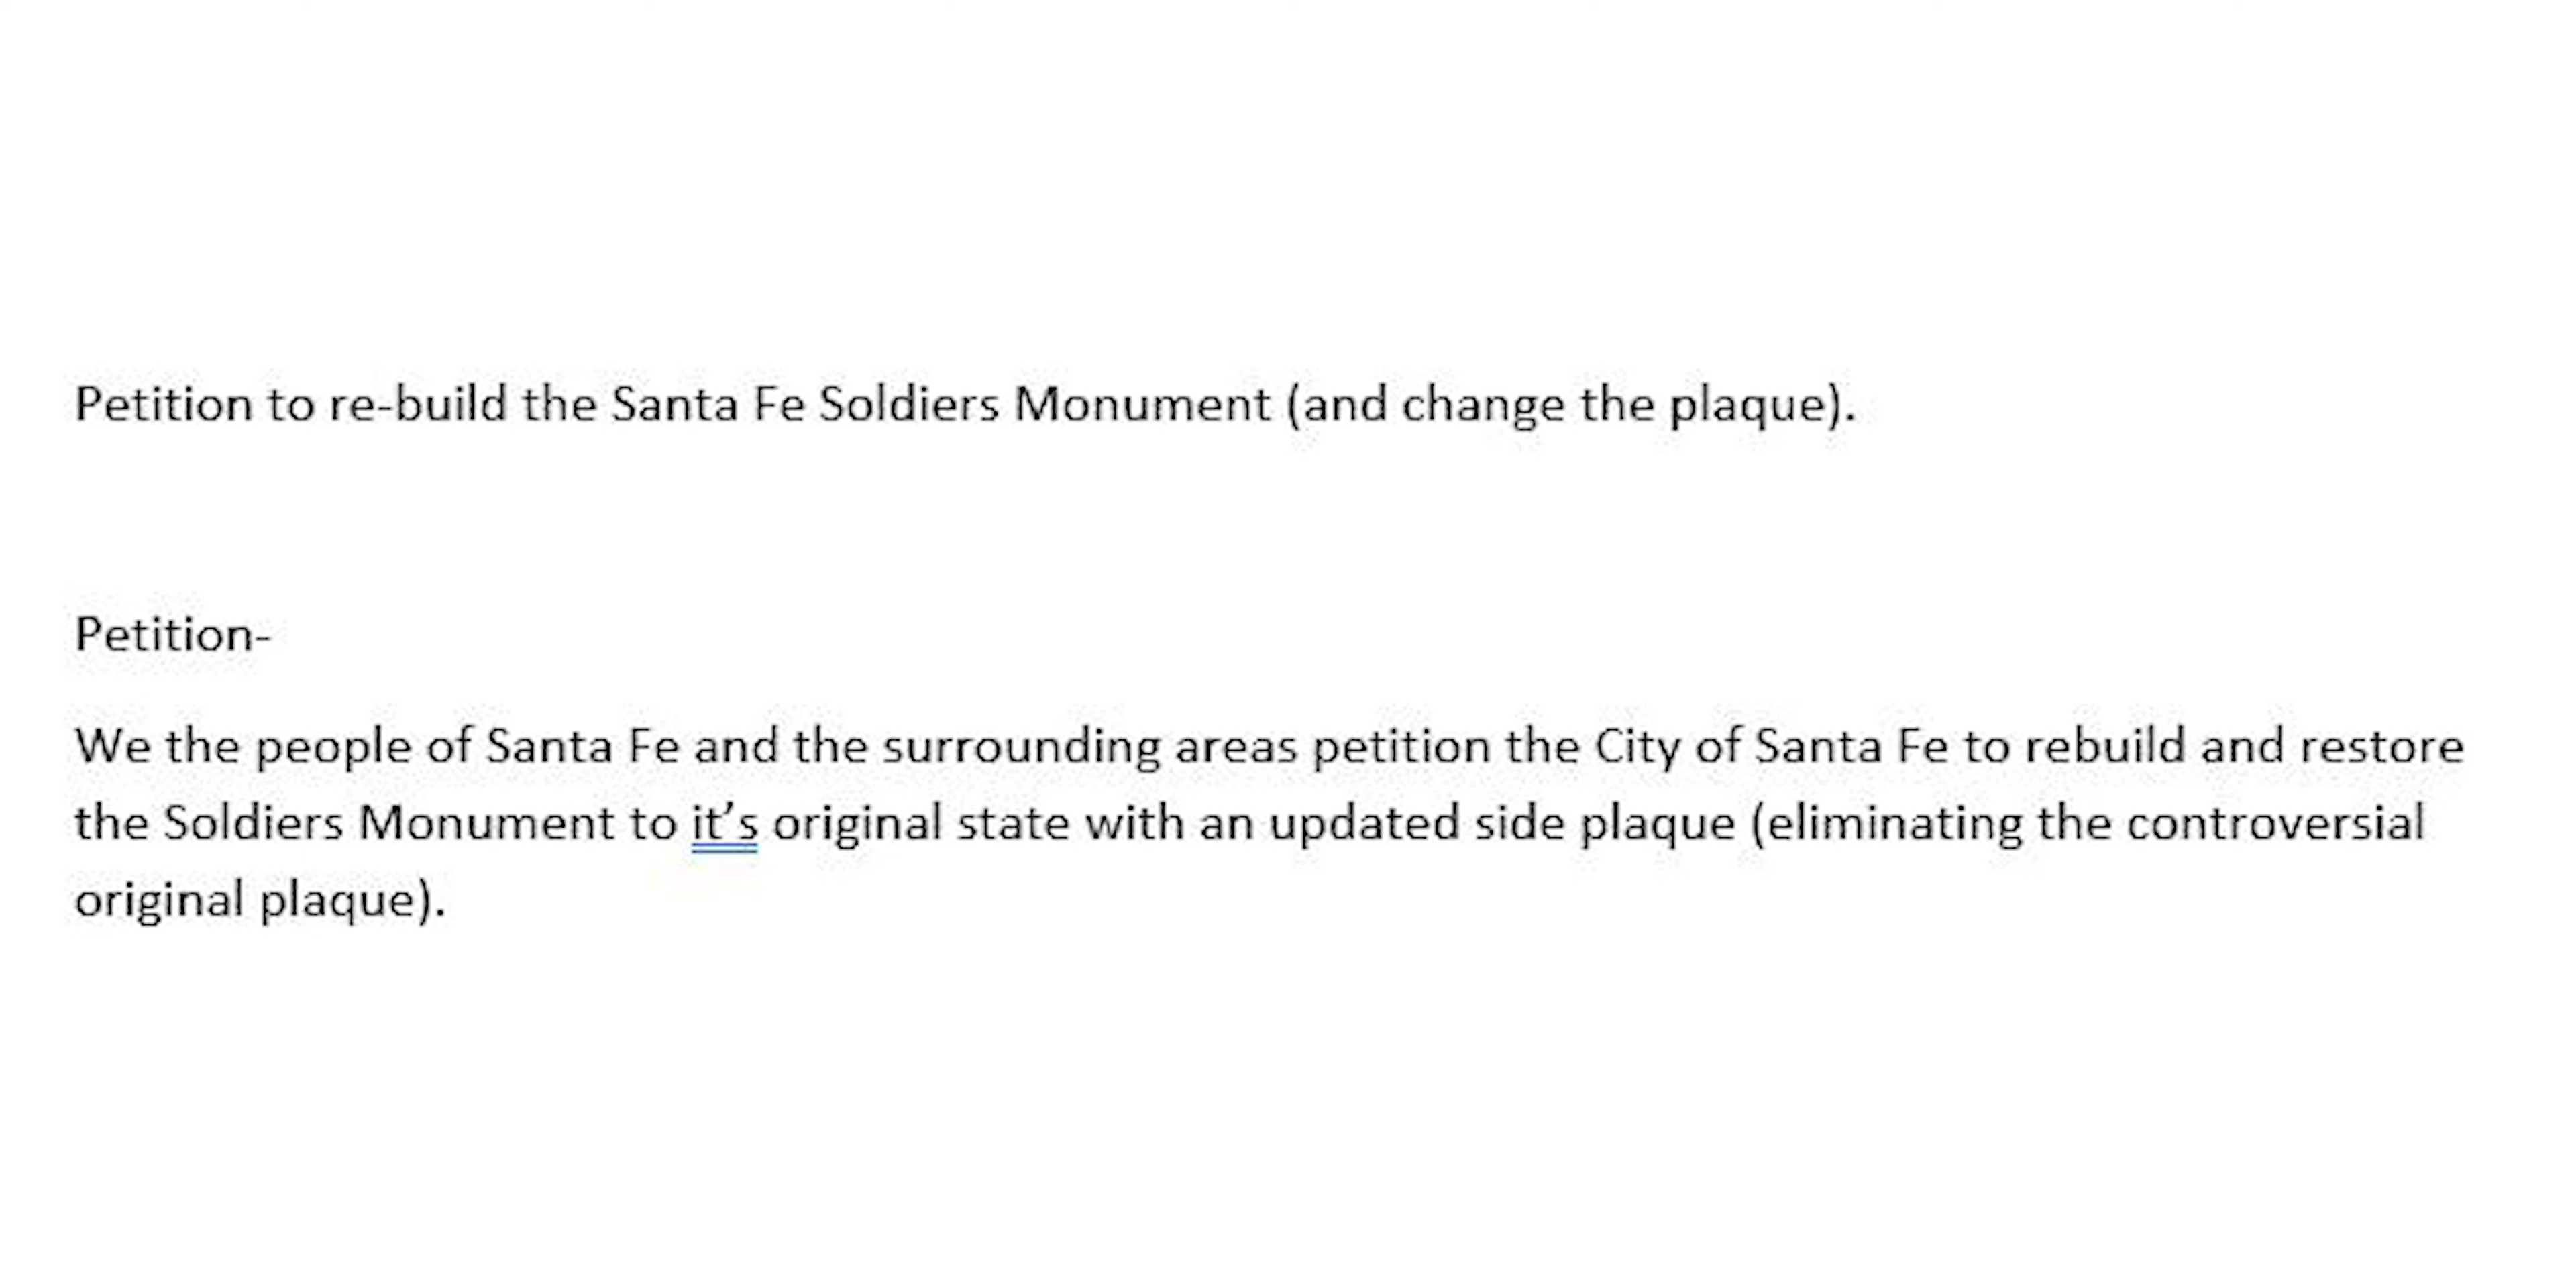 Petition to re-build the Santa Fe Soldiers Monument (and change the plaque).
Petition-
We the people of Santa Fe and the surrounding areas petition the City of Santa Fe to rebuild and restore
the Soldiers Monument to it’s original state with an updated side plaque (eliminating the controversial
original plaque).